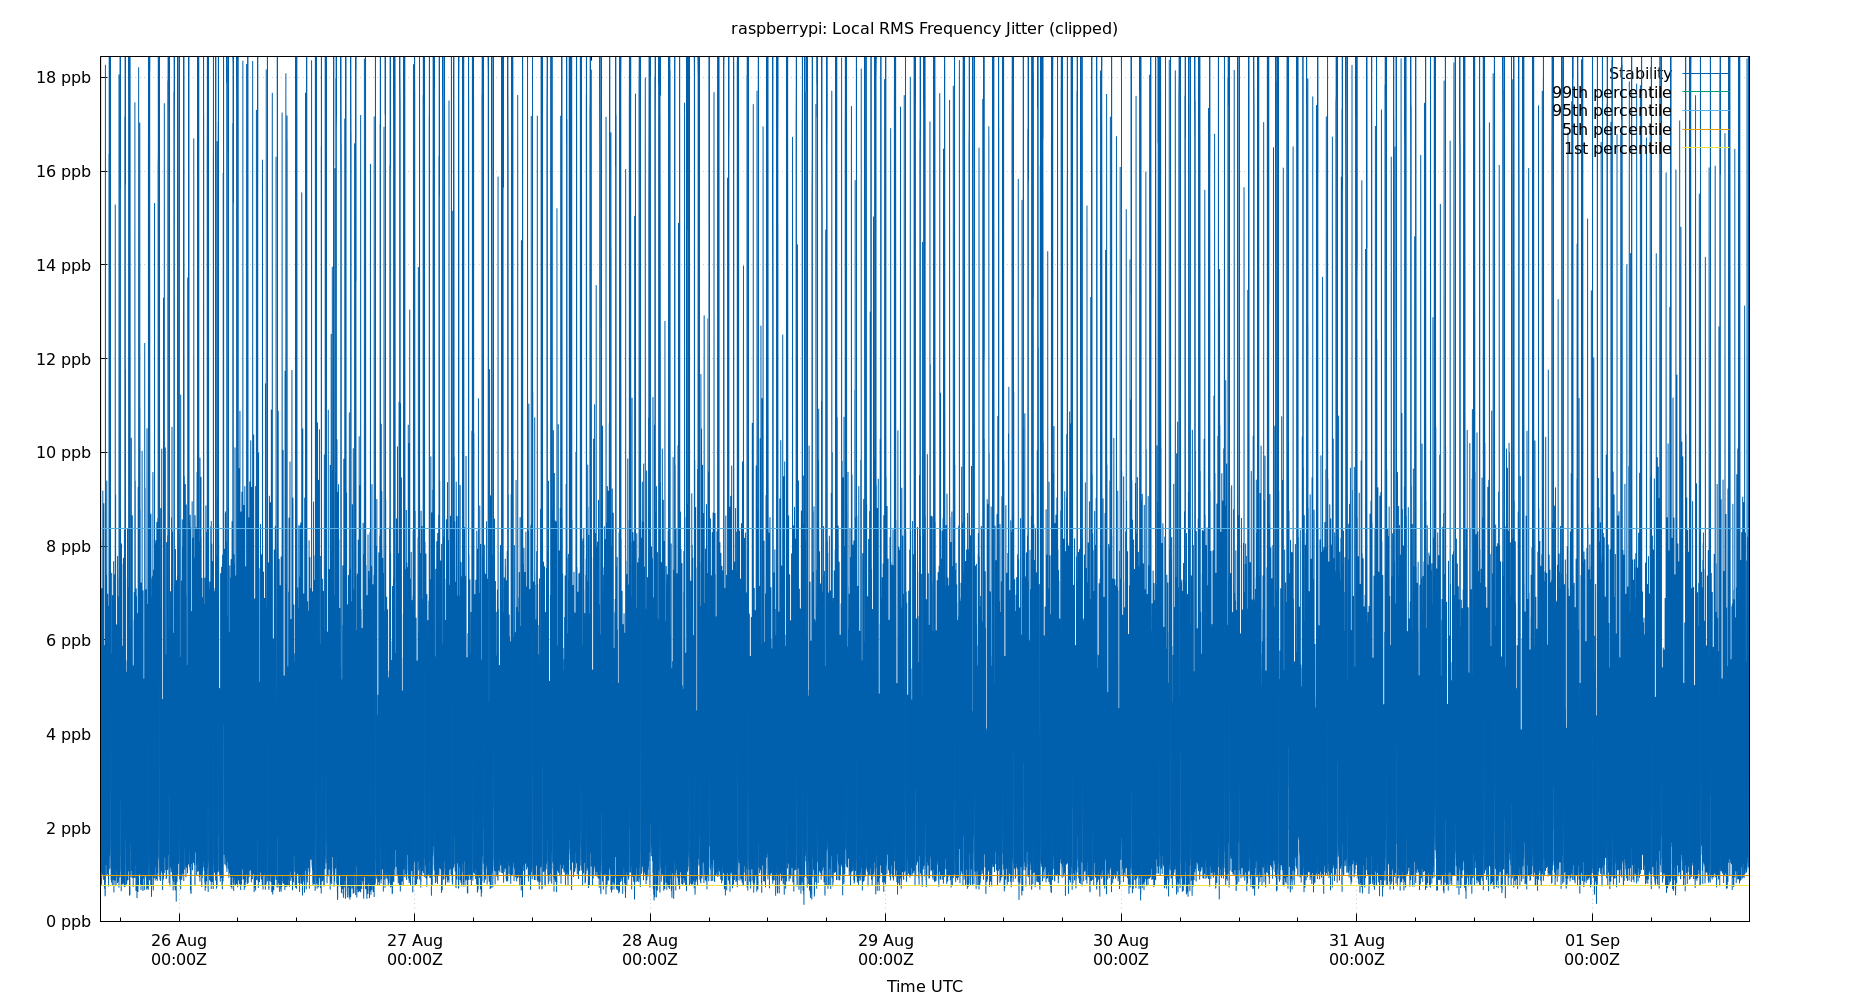 raspberrypi: Local RMS Frequency Jitter (clipped)
18 ppb
16 ppb
14 ppb
12 ppb
10 ppb
8 ppb
6 ppb
4 ppb
2 ppb
0 ppb
Stability
99th percentile
95th percentile
5th percentile
1st percentile
26 Aug 27 Aug 28 Aug 29 Aug 30 Aug 31 Aug 01 Sep
00:00Z 00:00Z 00:00Z 00:00Z 00:00Z 00:00Z 00:00Z
Time UTC